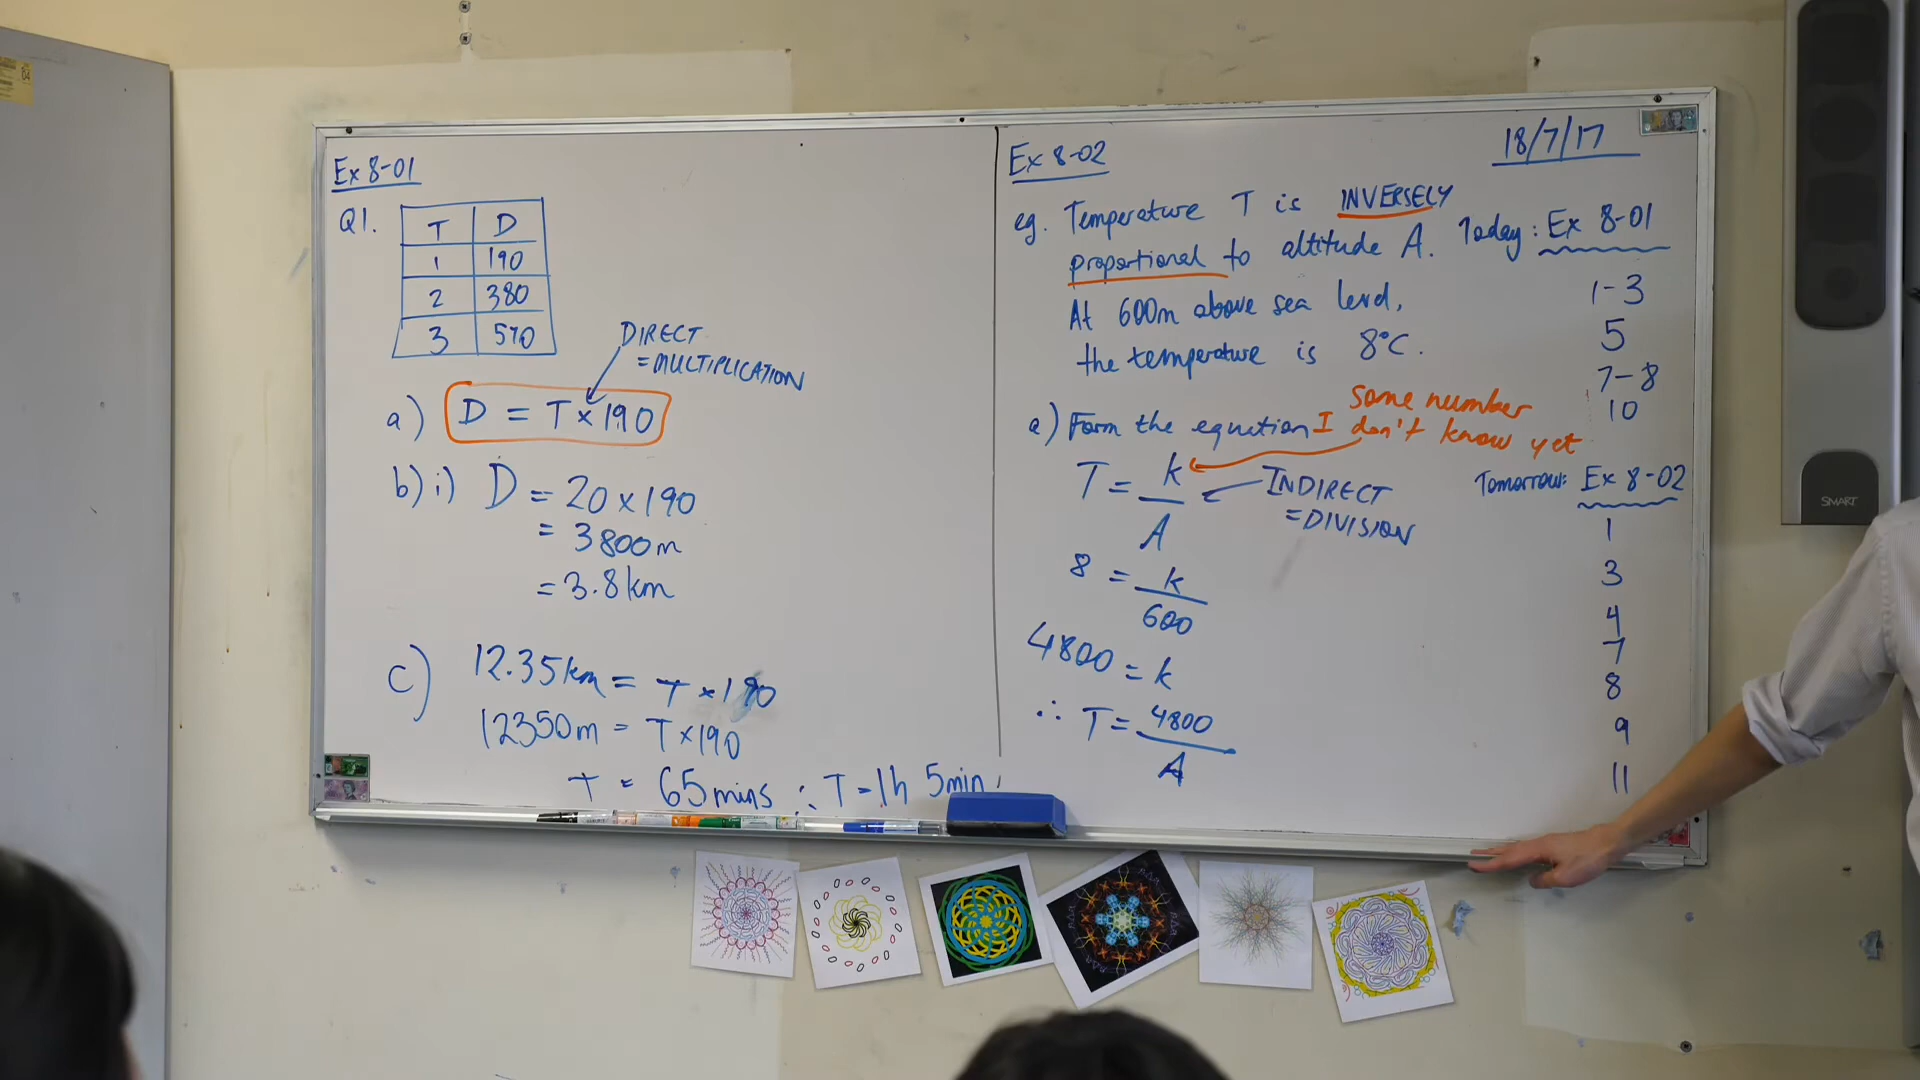 Ex 8-01
Q1.
T D
1 190
2 380
3 570
DIRECT
=MULTIPLICATION
a) D = T×190
b) i) D = 20×190
= 3800m
= 3.8km
c) 12.35km = T×190
12350m = T×190
T = 65mins ∴ T=1h 5min
Ex 8-02
eg. Temperature T is INVERSELY
proportional to altitude A.
At 600m above sea level,
the temperature is 8°C.
a) Form the equation
Some number
I don't know yet
T = k
A
INDIRECT
=DIVISION
8 = k
600
4800 = k
∴ T = 4800
A
18/7/17
Today: Ex 8-01
1-3
5
7-8
10
Tomorrow: Ex 8-02
1
3
4
7
8
9
11
SMART